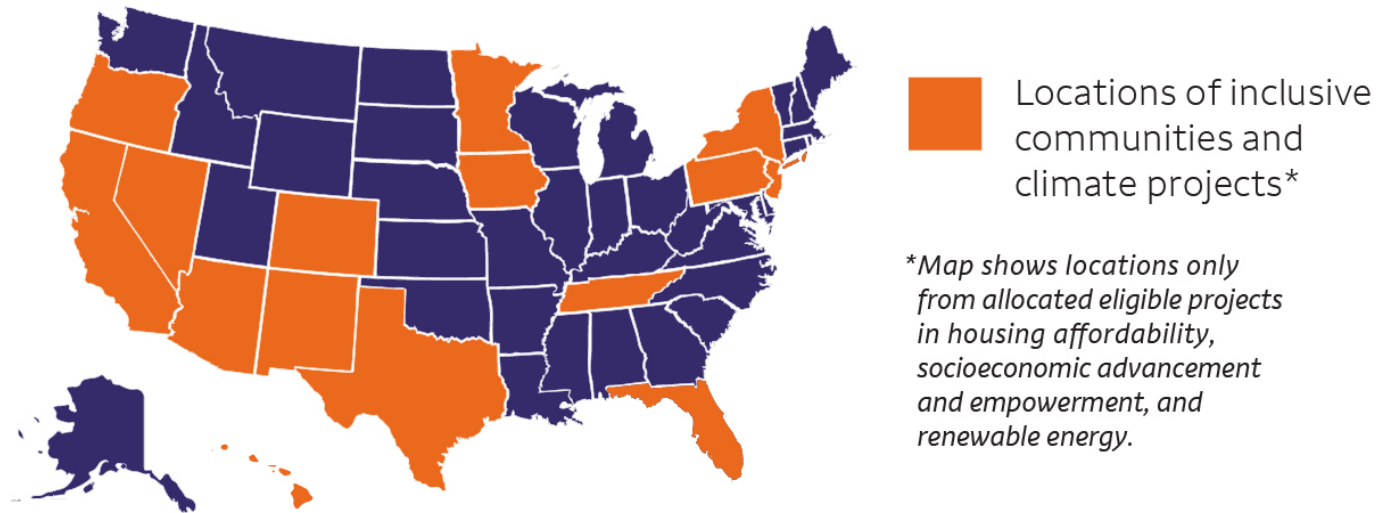 Locations of inclusive
communities and
climate projects*
*Map shows locations only
from allocated eligible projects
in housing affordability,
socioeconomic advancement
and empowerment, and
renewable energy.